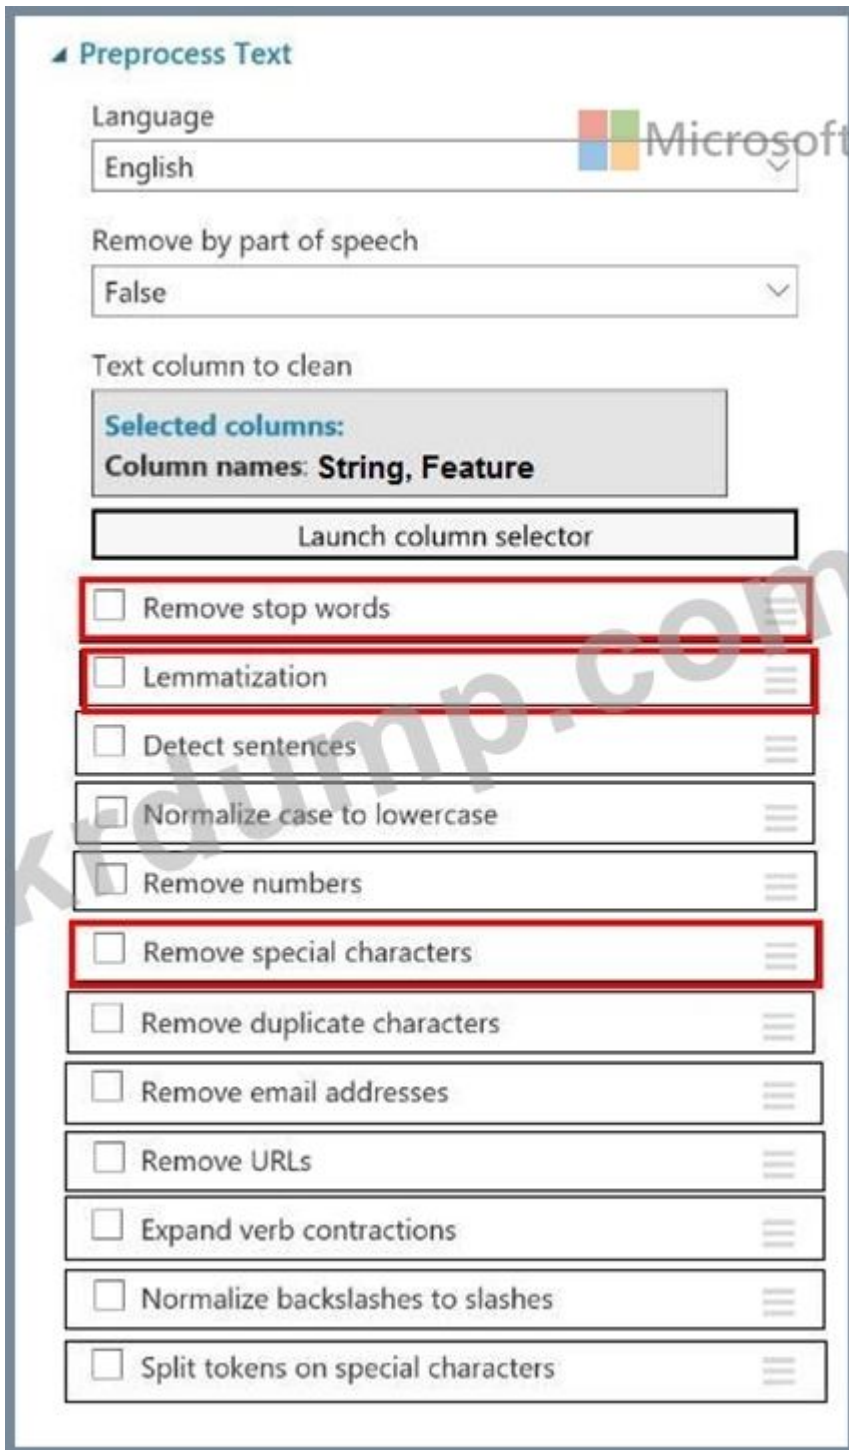 Preprocess Text
Language
Microsoft
English
Remove by part of speech
False
Text column to clean
Selected columns:
Column names: String, Feature
Launch column selector
Remove stop words
Lemmatization
Detect sentences
Normalize case to lowercase
Remove numbers
Remove special characters
Remove duplicate characters
Remove email addresses
Remove URLs
Expand verb contractions
Normalize backslashes to slashes
Split tokens on special characters
krdump.com